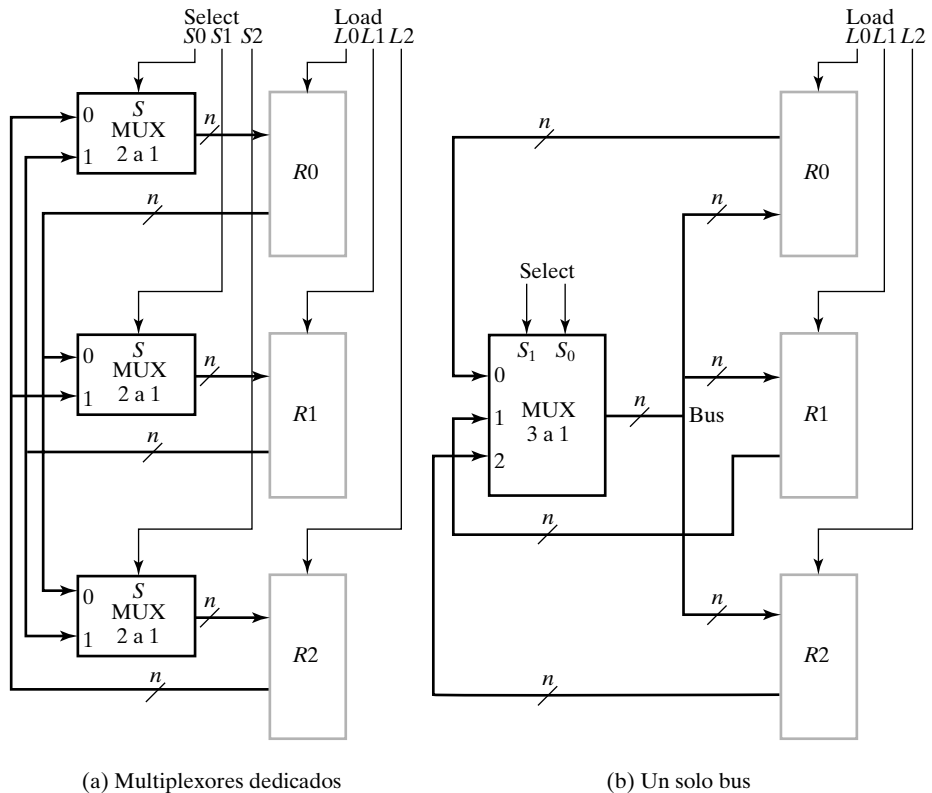 Select
S0 S1 S2
Load
L0 L1 L2
S
MUX
2 a 1
0
1
n
R0
n
S
MUX
2 a 1
0
1
n
R1
n
S
MUX
2 a 1
0
1
n
R2
n
(a) Multiplexores dedicados
Load
L0 L1 L2
n
R0
n
Select
S1 S0
0
1
2
MUX
3 a 1
n
Bus
n
R1
n
n
R2
n
(b) Un solo bus